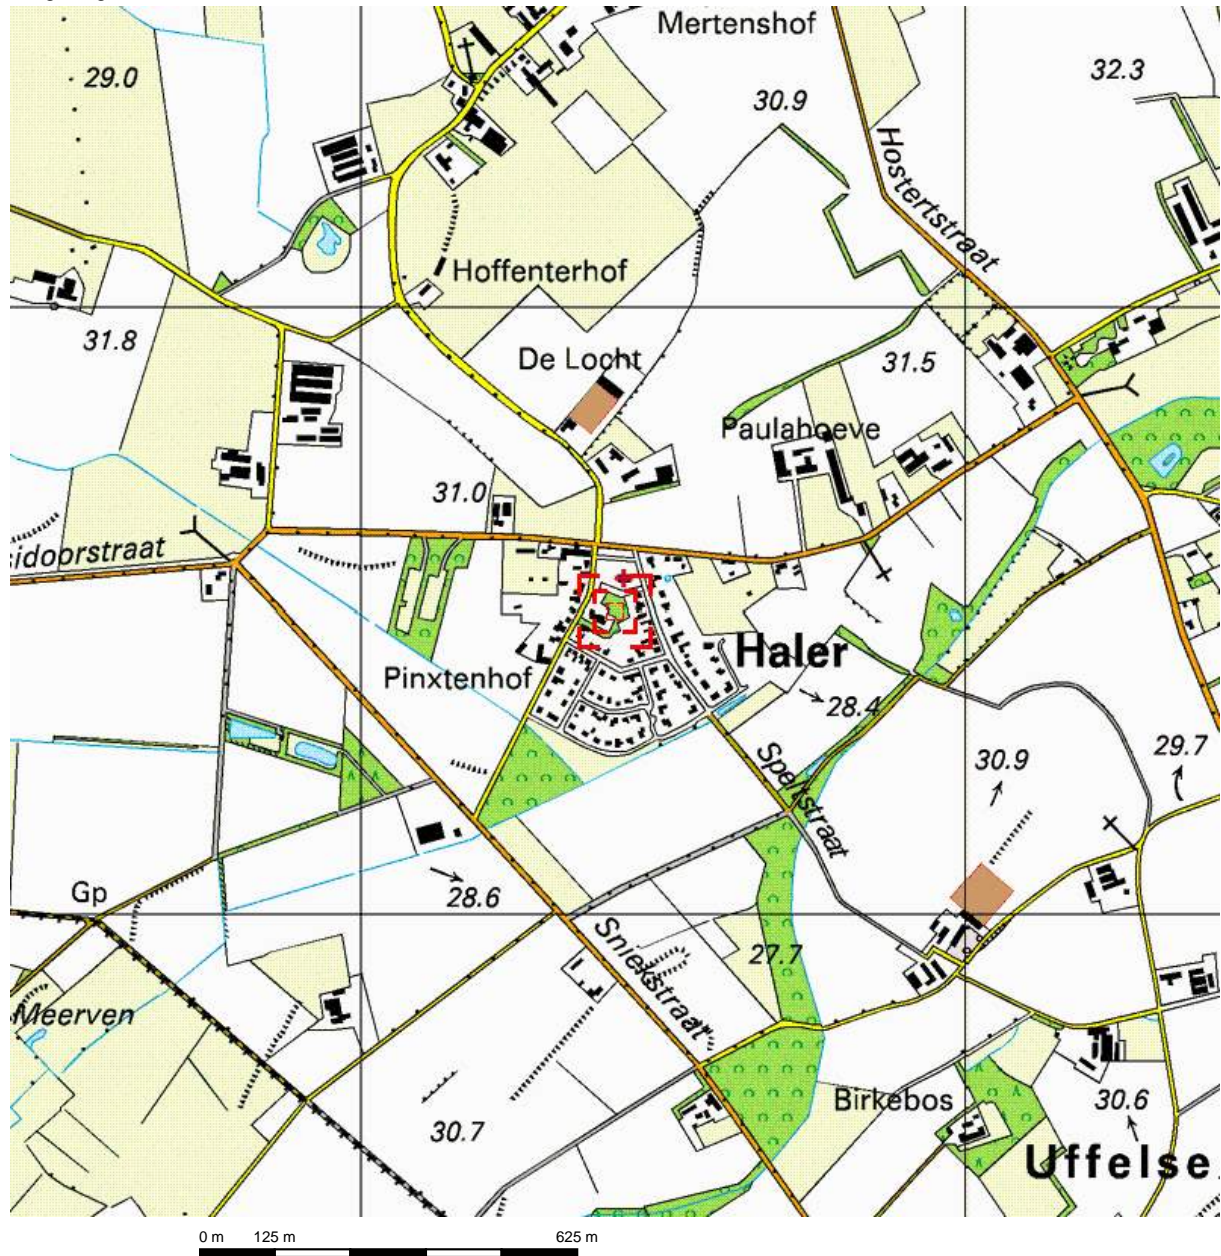 Mertenshof
29.0
32.3
30.9
Hostertstraat
Hoffenterhof
31.8
De Locht
31.5
Paulahoeve
31.0
sidoorstraat
Haler
Pinxtenhof
28.4
Speltstraat
30.9
29.7
Gp
28.6
Sniekstraat
27.7
Meerven
Birkebos
30.6
30.7
Uffelse
0 m 125 m 625 m